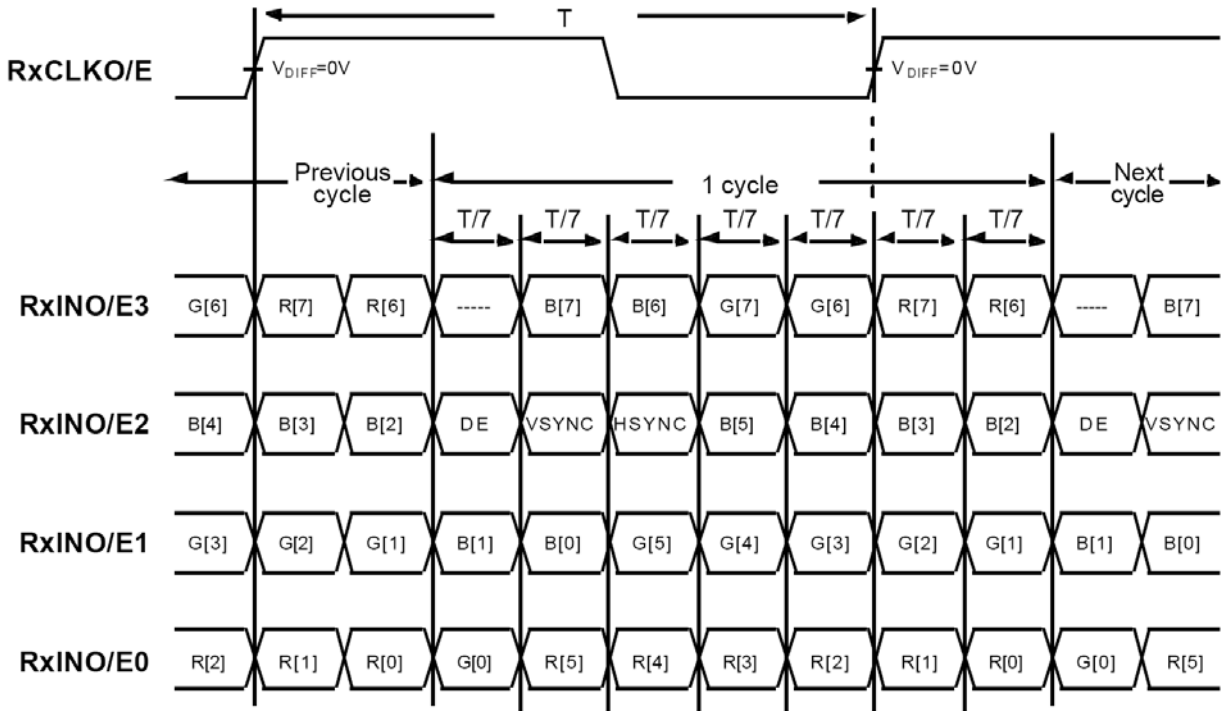 T
RxCLKO/E
VDIFF=0V VDIFF=0V
Previous cycle 1 cycle Next cycle
T/7 T/7 T/7 T/7 T/7 T/7 T/7
RxINO/E3 G[6] R[7] R[6] ----- B[7] B[6] G[7] G[6] R[7] R[6] ----- B[7]
RxINO/E2 B[4] B[3] B[2] DE VSYNC HSYNC B[5] B[4] B[3] B[2] DE VSYNC
RxINO/E1 G[3] G[2] G[1] B[1] B[0] G[5] G[4] G[3] G[2] G[1] B[1] B[0]
RxINO/E0 R[2] R[1] R[0] G[0] R[5] R[4] R[3] R[2] R[1] R[0] G[0] R[5]